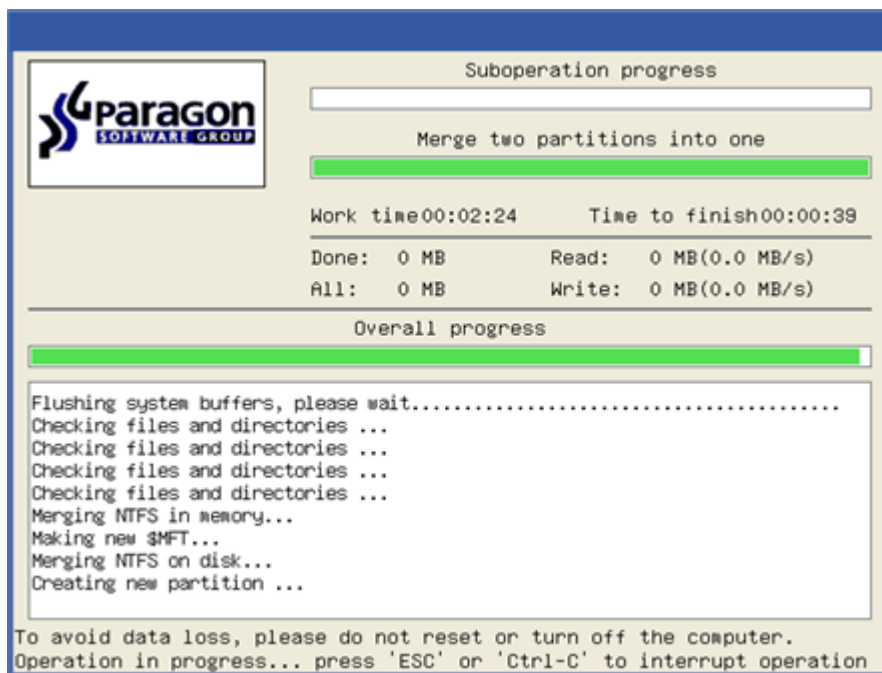 Paragon
SOFTWARE GROUP
Suboperation progress
Merge two partitions into one
Work time00:02:24 Time to finish00:00:39
Done: 0 MB Read: 0 MB(0.0 MB/s)
All: 0 MB Write: 0 MB(0.0 MB/s)
Overall progress
Flushing system buffers, please wait.........................................
Checking files and directories ...
Checking files and directories ...
Checking files and directories ...
Checking files and directories ...
Merging NTFS in memory...
Making new $MFT...
Merging NTFS on disk...
Creating new partition ...
To avoid data loss, please do not reset or turn off the computer.
Operation in progress... press 'ESC' or 'Ctrl-C' to interrupt operation